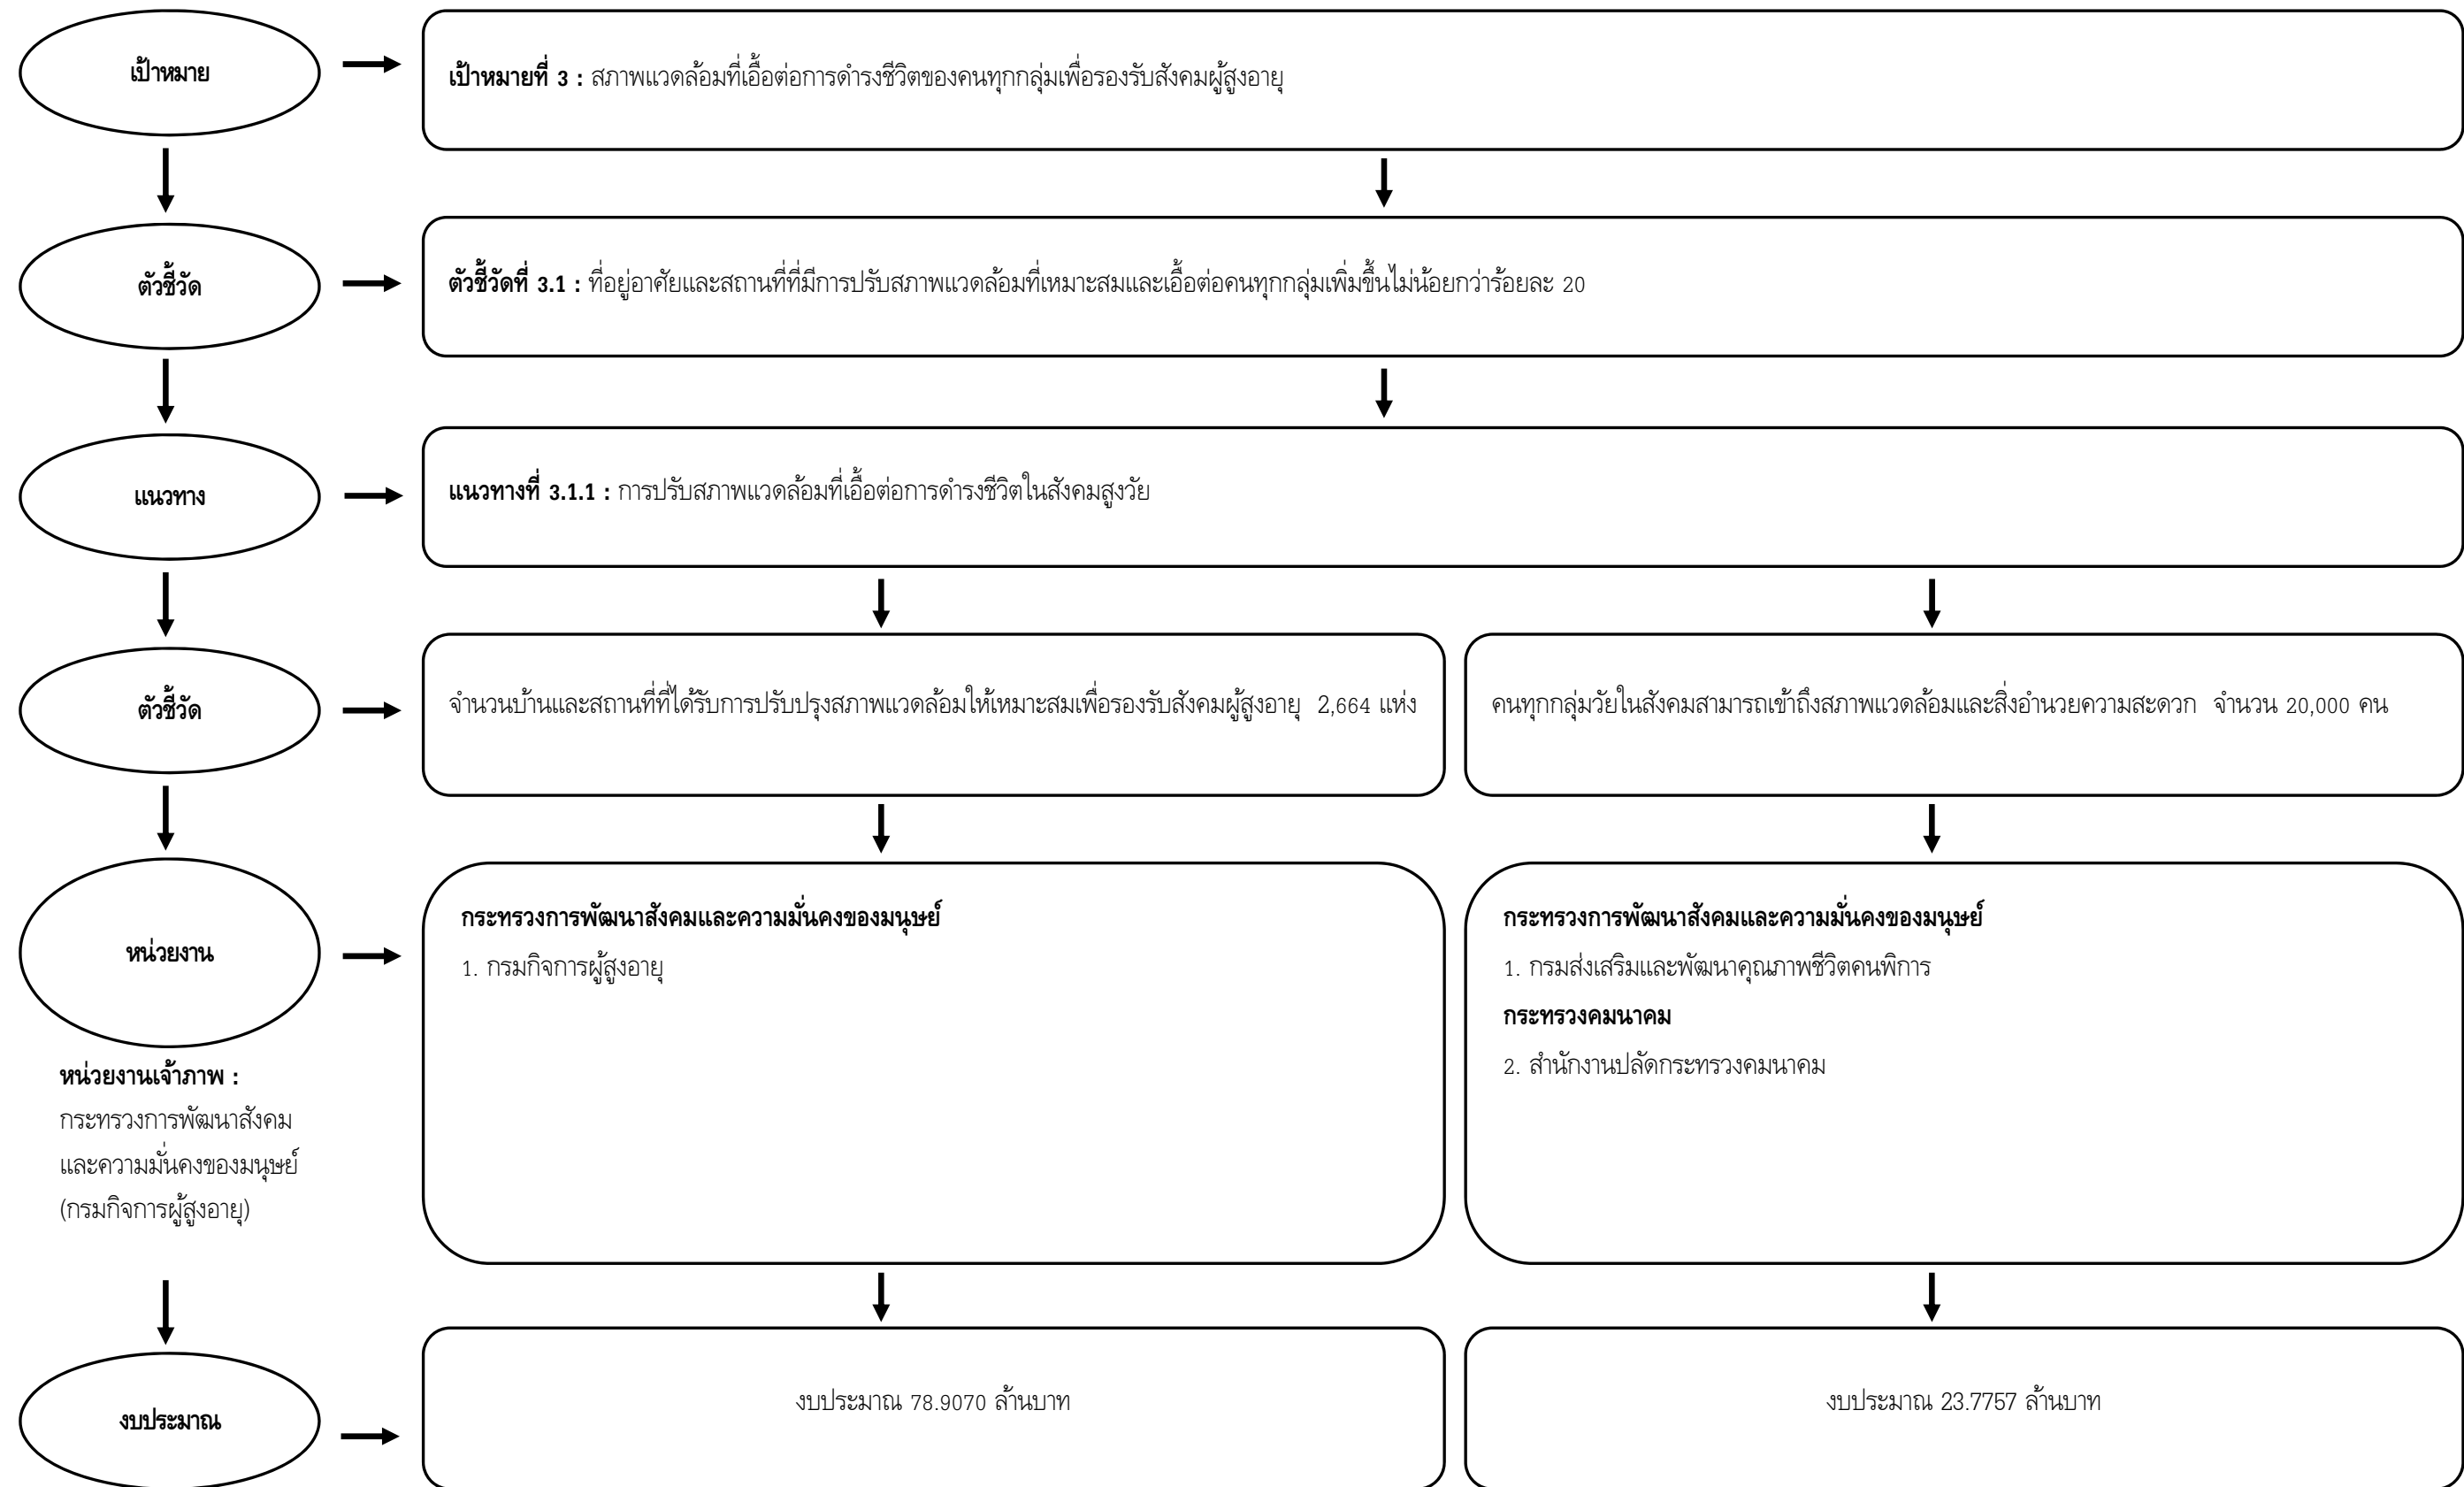 เป้าหมาย
เป้าหมายที่ 3 : สภาพแวดล้อมที่เอื้อต่อการดำรงชีวิตของคนทุกกลุ่มเพื่อรองรับสังคมผู้สูงอายุ
ตัวชี้วัด
ตัวชี้วัดที่ 3.1 : ที่อยู่อาศัยและสถานที่ที่มีการปรับสภาพแวดล้อมที่เหมาะสมและเอื้อต่อคนทุกกลุ่มเพิ่มขึ้นไม่น้อยกว่าร้อยละ 20
แนวทาง
แนวทางที่ 3.1.1 : การปรับสภาพแวดล้อมที่เอื้อต่อการดำรงชีวิตในสังคมสูงวัย
ตัวชี้วัด
จำนวนบ้านและสถานที่ที่ได้รับการปรับปรุงสภาพแวดล้อมให้เหมาะสมเพื่อรองรับสังคมผู้สูงอายุ 2,664 แห่ง
คนทุกกลุ่มวัยในสังคมสามารถเข้าถึงสภาพแวดล้อมและสิ่งอำนวยความสะดวก จำนวน 20,000 คน
หน่วยงาน
หน่วยงานเจ้าภาพ :
กระทรวงการพัฒนาสังคม
และความมั่นคงของมนุษย์
(กรมกิจการผู้สูงอายุ)
กระทรวงการพัฒนาสังคมและความมั่นคงของมนุษย์
1. กรมกิจการผู้สูงอายุ
กระทรวงการพัฒนาสังคมและความมั่นคงของมนุษย์
1. กรมส่งเสริมและพัฒนาคุณภาพชีวิตคนพิการ
กระทรวงคมนาคม
2. สำนักงานปลัดกระทรวงคมนาคม
งบประมาณ
งบประมาณ 78.9070 ล้านบาท
งบประมาณ 23.7757 ล้านบาท